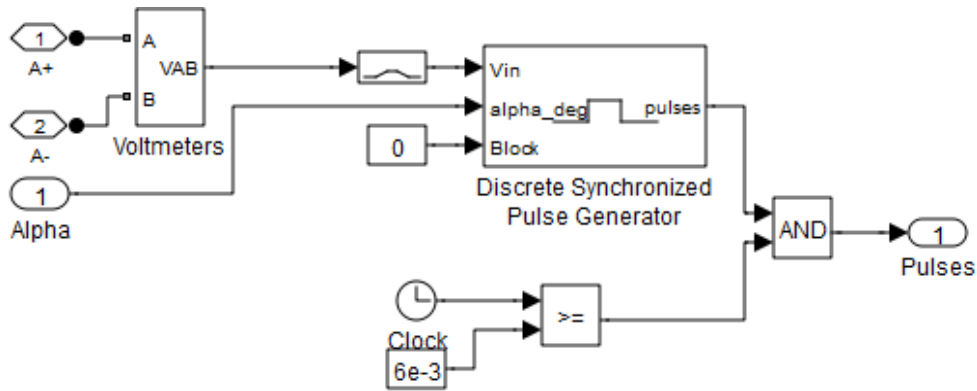 1
A+
A
VAB
B
Voltmeters
2
A-
1
Alpha
0
Vin
alpha_deg
pulses
Block
Discrete Synchronized
Pulse Generator
AND
1
Pulses
Clock
6e-3
>=